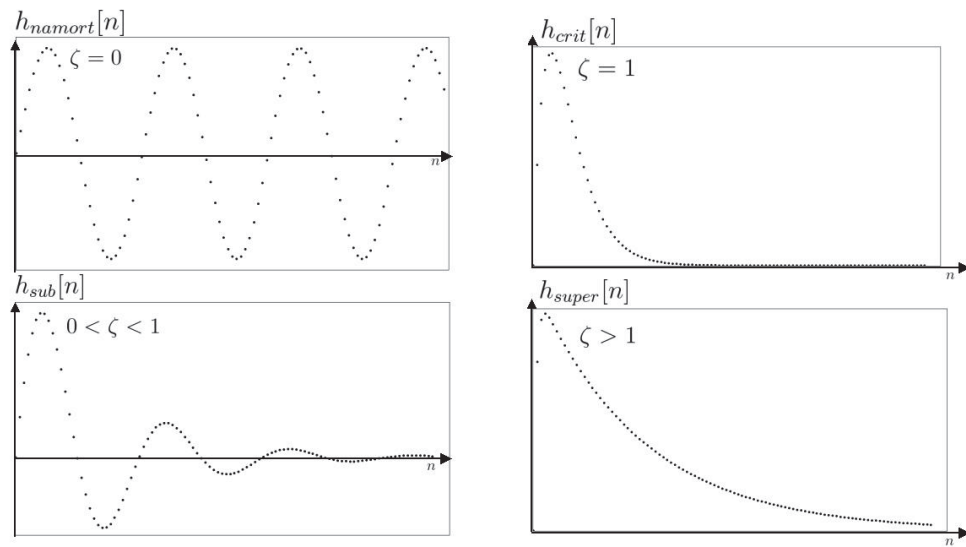 h_{namort}[n]
ζ = 0
n
h_{crit}[n]
ζ = 1
n
h_{sub}[n]
0 < ζ < 1
n
h_{super}[n]
ζ > 1
n